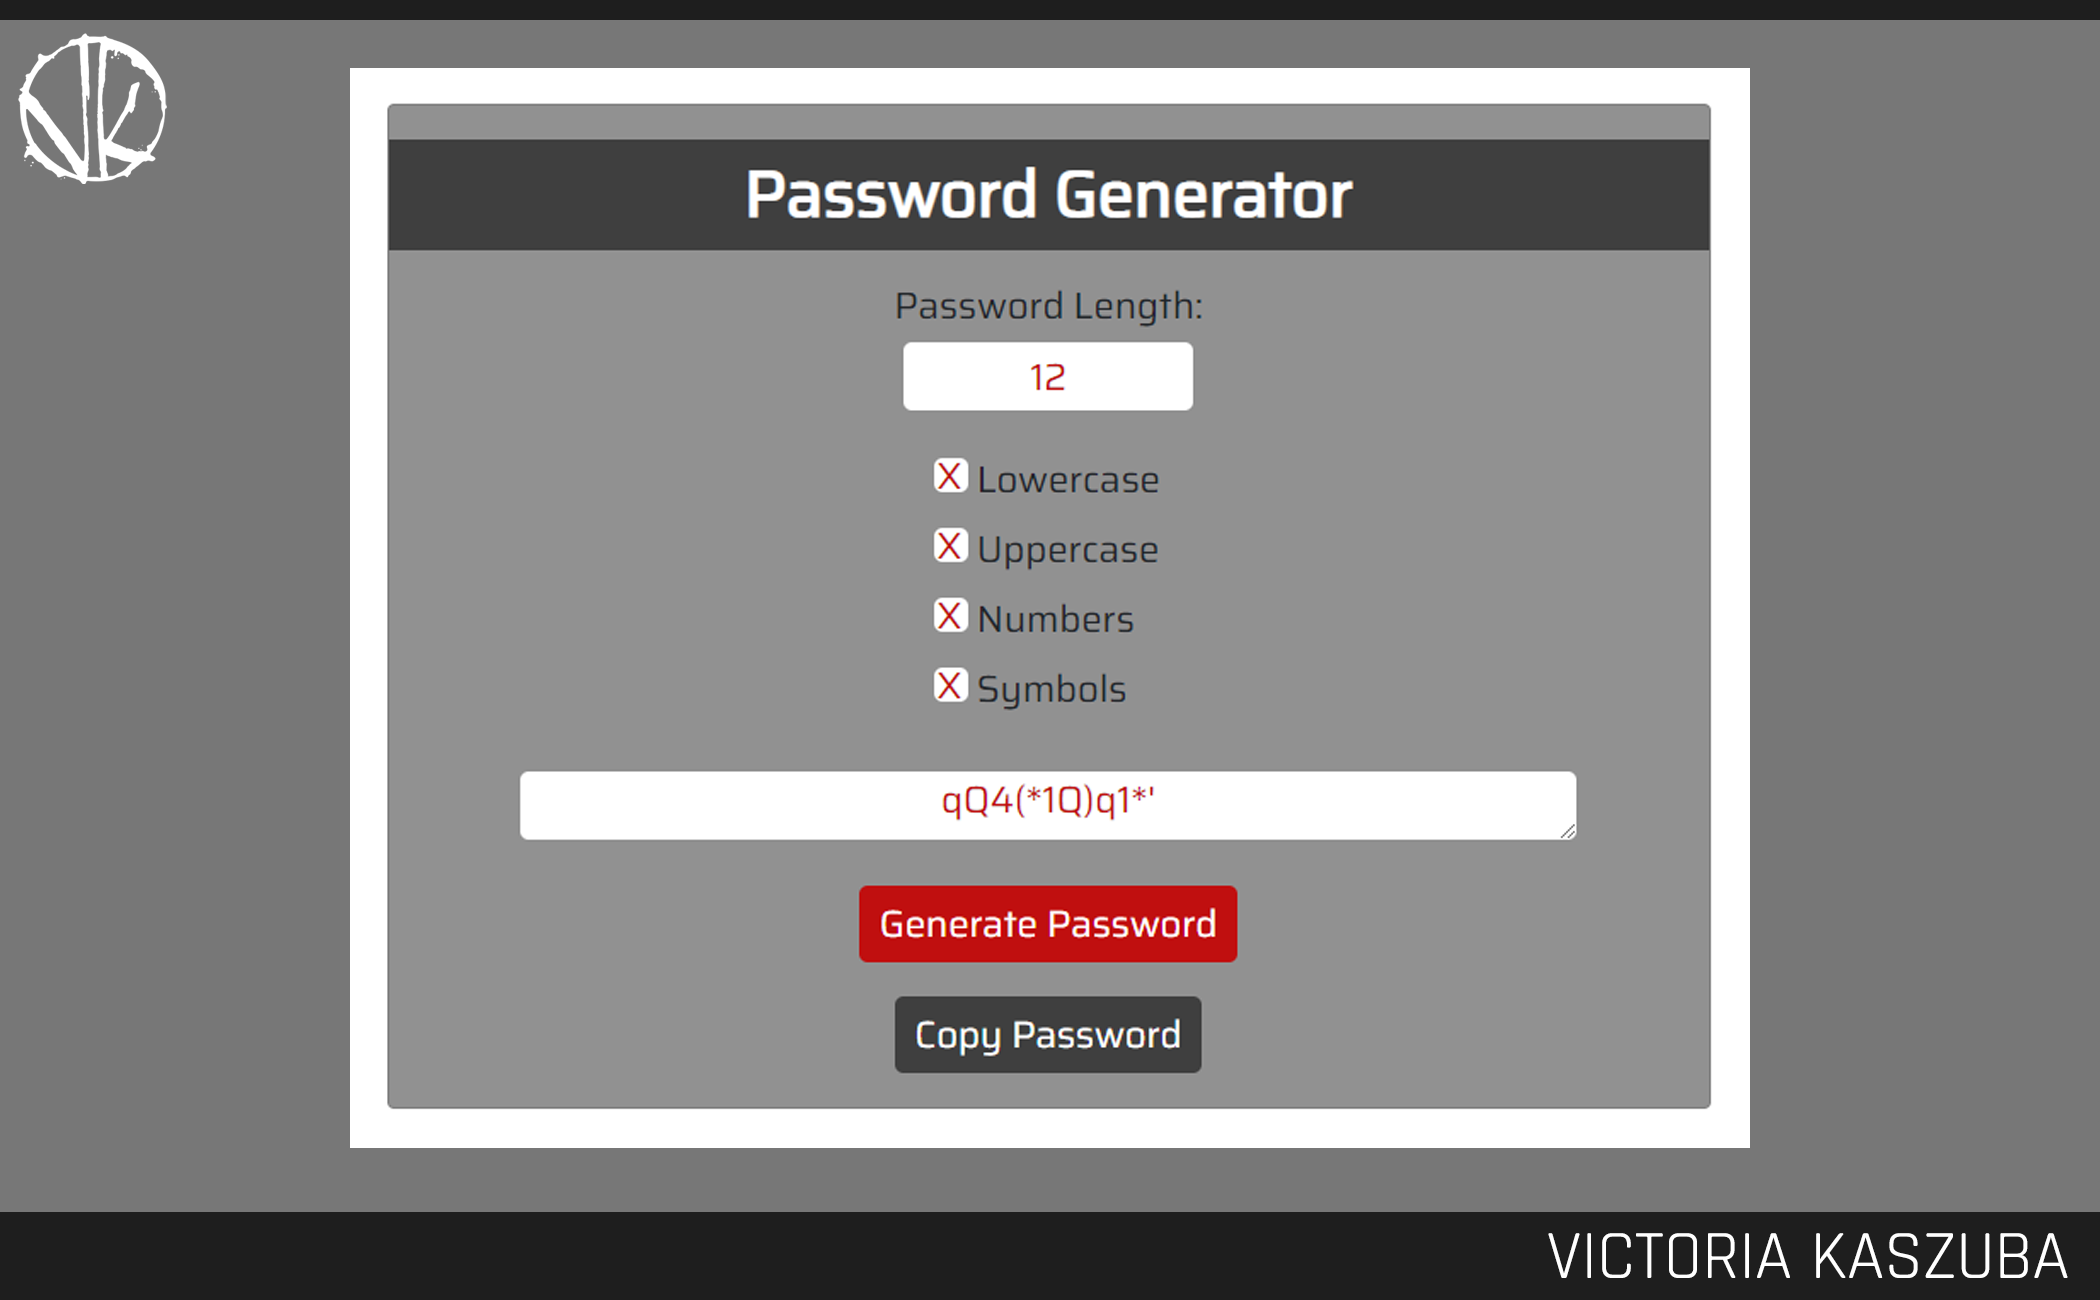 VK
Password Generator
Password Length:
12
X Lowercase
X Uppercase
X Numbers
X Symbols
qQ4(*1Q)q1*'
Generate Password
Copy Password
VICTORIA KASZUBA